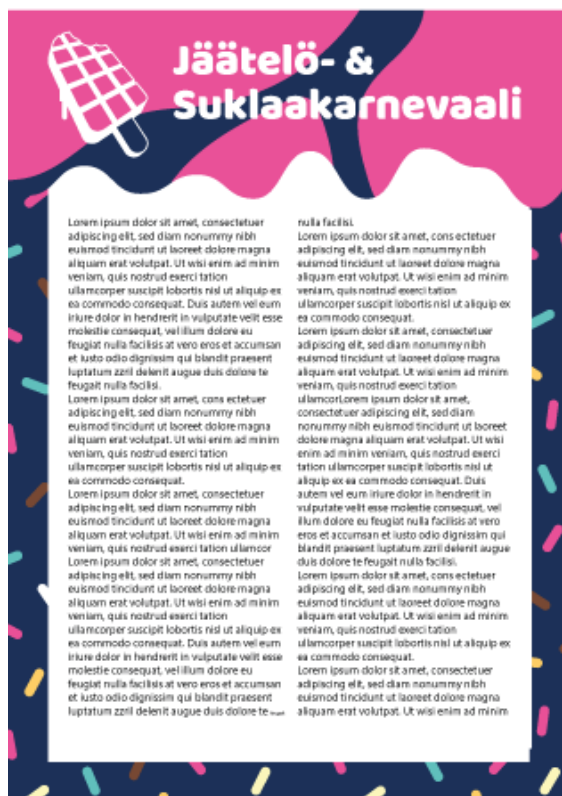 Jäätelö- &
Suklaakarnevaali
Lorem ipsum dolor sit amet, consectetuer
adipiscing elit, sed diam nonummy nibh
euismod tincidunt ut laoreet dolore magna
aliquam erat volutpat. Ut wisi enim ad minim
veniam, quis nostrud exerci tation
ullamcorper suscipit lobortis nisl ut aliquip ex
ea commodo consequat. Duis autem vel eum
iriure dolor in hendrerit in vulputate velit esse
molestie consequat, vel illum dolore eu
feugiat nulla facilisis at vero eros et accumsan
et iusto odio dignissim qui blandit praesent
luptatum zzril delenit augue duis dolore te
feugait nulla facilisi.
Lorem ipsum dolor sit amet, cons ectetuer
adipiscing elit, sed diam nonummy nibh
euismod tincidunt ut laoreet dolore magna
aliquam erat volutpat. Ut wisi enim ad minim
veniam, quis nostrud exerci tation
ullamcorper suscipit lobortis nisl ut aliquip ex
ea commodo consequat.
Lorem ipsum dolor sit amet, consectetuer
adipiscing elit, sed diam nonummy nibh
euismod tincidunt ut laoreet dolore magna
aliquam erat volutpat. Ut wisi enim ad minim
veniam, quis nostrud exerci tation ullamcor
Lorem ipsum dolor sit amet, consectetuer
adipiscing elit, sed diam nonummy nibh
euismod tincidunt ut laoreet dolore magna
aliquam erat volutpat. Ut wisi enim ad minim
veniam, quis nostrud exerci tation
ullamcorper suscipit lobortis nisl ut aliquip ex
ea commodo consequat. Duis autem vel eum
iriure dolor in hendrerit in vulputate velit esse
molestie consequat, vel illum dolore eu
feugiat nulla facilisis at vero eros et accumsan
et iusto odio dignissim qui blandit praesent
luptatum zzril delenit augue duis dolore te
nulla facilisi.
Lorem ipsum dolor sit amet, cons ectetuer
adipiscing elit, sed diam nonummy nibh
euismod tincidunt ut laoreet dolore magna
aliquam erat volutpat. Ut wisi enim ad minim
veniam, quis nostrud exerci tation
ullamcorper suscipit lobortis nisl ut aliquip ex
ea commodo consequat.
Lorem ipsum dolor sit amet, consectetuer
adipiscing elit, sed diam nonummy nibh
euismod tincidunt ut laoreet dolore magna
aliquam erat volutpat. Ut wisi enim ad minim
veniam, quis nostrud exerci tation
ullamcorLorem ipsum dolor sit amet,
consectetuer adipiscing elit, sed diam
nonummy nibh euismod tincidunt ut laoreet
dolore magna aliquam erat volutpat. Ut wisi
enim ad minim veniam, quis nostrud exerci
tation ullamcorper suscipit lobortis nisl ut
aliquip ex ea commodo consequat. Duis
autem vel eum iriure dolor in hendrerit in
vulputate velit esse molestie consequat, vel
illum dolore eu feugiat nulla facilisis at vero
eros et accumsan et iusto odio dignissim qui
blandit praesent luptatum zzril delenit augue
duis dolore te feugait nulla facilisi.
Lorem ipsum dolor sit amet, cons ectetuer
adipiscing elit, sed diam nonummy nibh
euismod tincidunt ut laoreet dolore magna
aliquam erat volutpat. Ut wisi enim ad minim
veniam, quis nostrud exerci tation
ullamcorper suscipit lobortis nisl ut aliquip ex
ea commodo consequat.
Lorem ipsum dolor sit amet, consectetuer
adipiscing elit, sed diam nonummy nibh
euismod tincidunt ut laoreet dolore magna
aliquam erat volutpat. Ut wisi enim ad minim